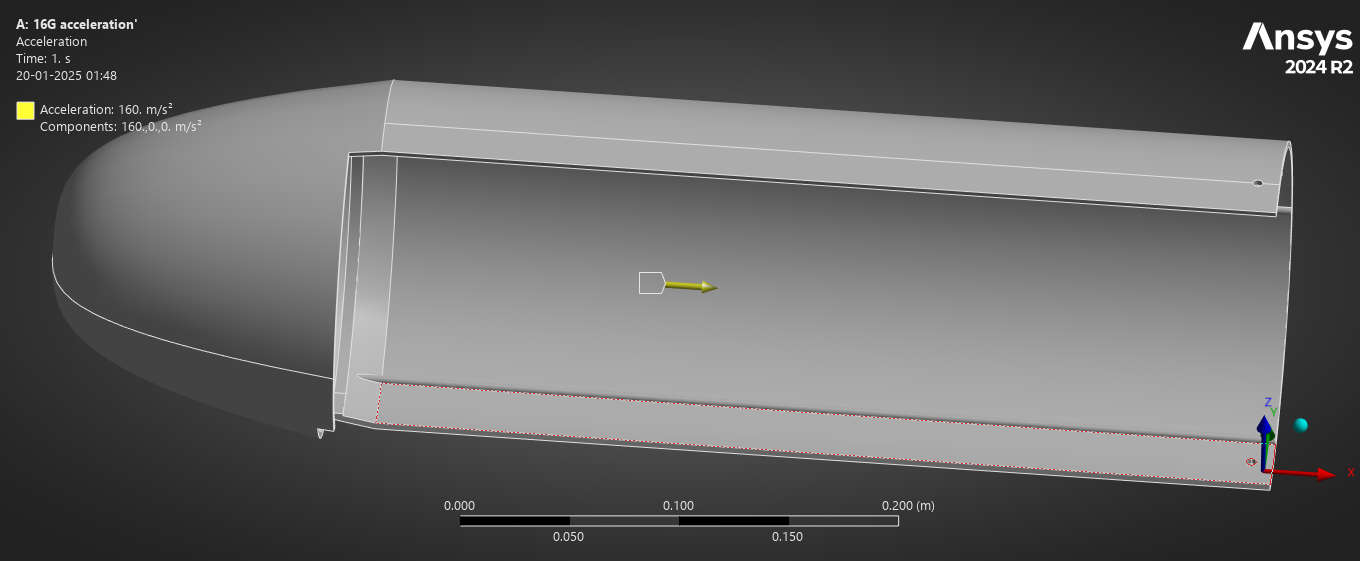 A: 16G acceleration'
Acceleration
Time: 1. s
20-01-2025 01:48
Acceleration: 160. m/s²
Components: 160.,0.,0. m/s²
Ansys
2024 R2
Z
Y
X
0.000 0.100 0.200 (m)
0.050 0.150